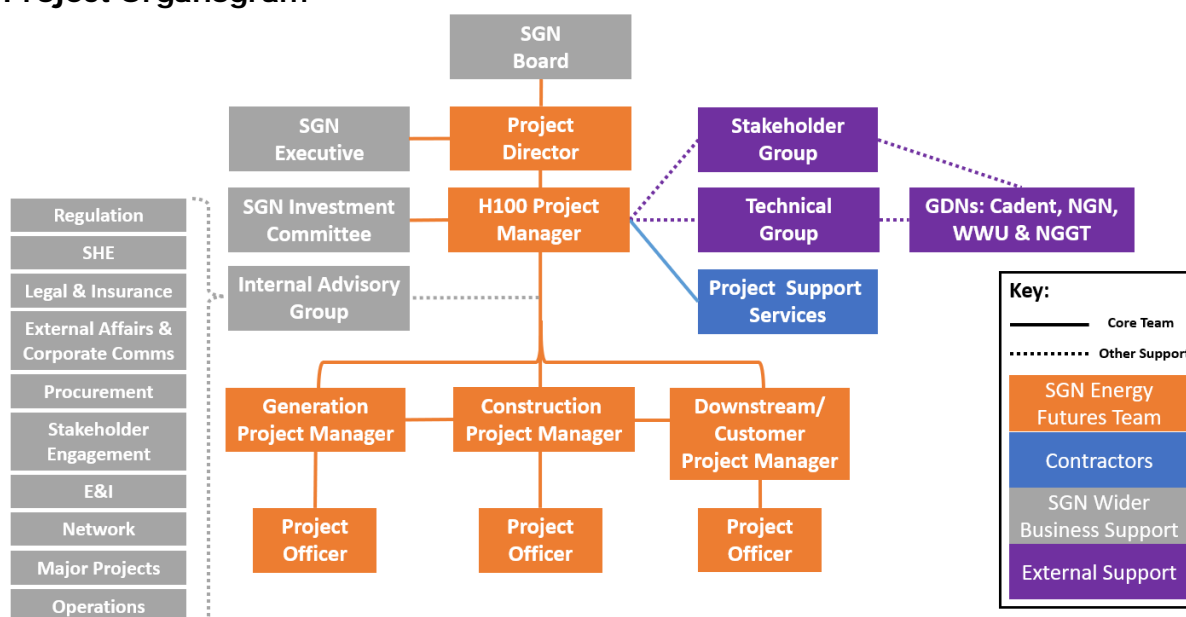 Project Organogram
SGN
Board
SGN
Executive
Project
Director
Stakeholder
Group
SGN Investment
Committee
H100 Project
Manager
Technical
Group
GDNs: Cadent, NGN,
WWU & NGGT
Internal Advisory
Group
Project Support
Services
Regulation
SHE
Legal & Insurance
External Affairs &
Corporate Comms
Procurement
Stakeholder
Engagement
E&I
Network
Major Projects
Operations
Generation
Project Manager
Construction
Project Manager
Downstream/
Customer
Project Manager
Project
Officer
Project
Officer
Project
Officer
Key:
Core Team
Other Support
SGN Energy
Futures Team
Contractors
SGN Wider
Business Support
External Support